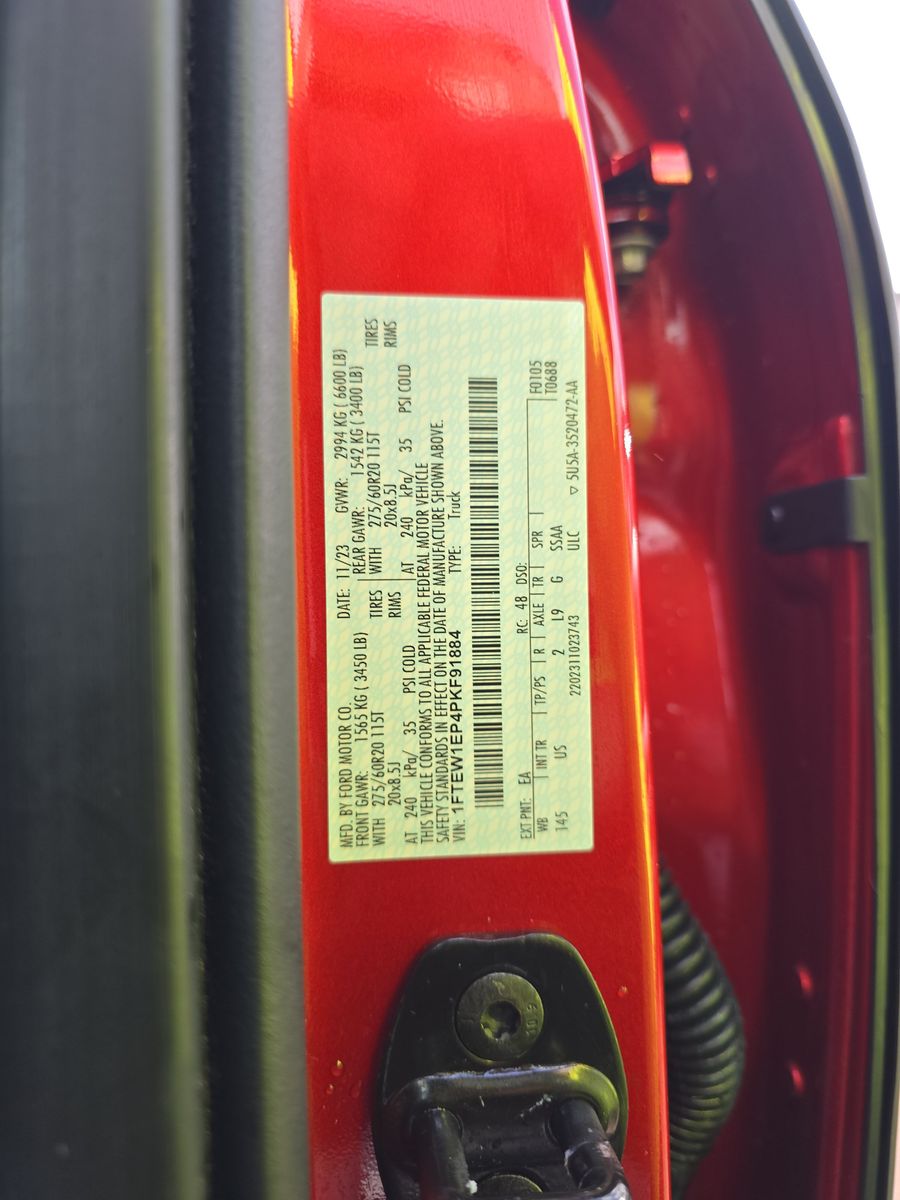 MFD. BY FORD MOTOR CO. DATE: 11/23 GVWR: 2994 KG ( 6600 LB)
FRONT GAWR: 1565 KG ( 3450 LB) REAR GAWR: 1542 KG ( 3400 LB)
WITH 275/60R20 115T TIRES WITH 275/60R20 115T TIRES
20x8.5J RIMS 20x8.5J RIMS
AT 240 kPa/ 35 PSI COLD AT 240 kPa/ 35 PSI COLD
THIS VEHICLE CONFORMS TO ALL APPLICABLE FEDERAL MOTOR VEHICLE
SAFETY STANDARDS IN EFFECT ON THE DATE OF MANUFACTURE SHOWN ABOVE.
VIN: 1FTEW1EP4PKF91884 TYPE: Truck
EXT PNT: EA RC: 48 DSO: F0105
WB INT TR TP/PS R AXLE TR SPR T0688
145 US 2 L9 G SSAA
2202311023743 ULC ▽ 5U5A-3520472-AA
10.9